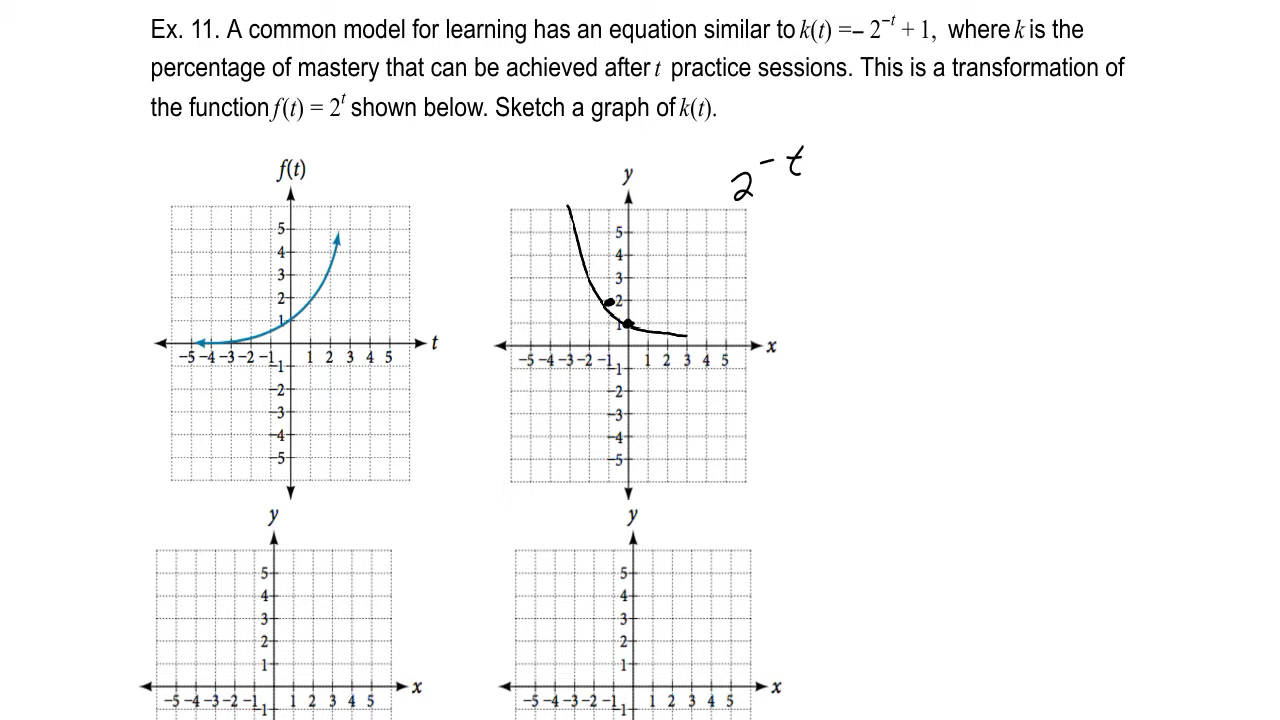 Ex. 11. A common model for learning has an equation similar to k(t) =– 2⁻ᵗ + 1, where k is the
percentage of mastery that can be achieved after t practice sessions. This is a transformation of
the function f(t) = 2ᵗ shown below. Sketch a graph of k(t).
2⁻ᵗ
f(t)
5
4
3
2
1
–5 –4 –3 –2 –1 1 2 3 4 5 t
–1
–2
–3
–4
–5
y
5
4
3
2
1
–5 –4 –3 –2 –1 1 2 3 4 5 x
–1
–2
–3
–4
–5
y
5
4
3
2
1
–5 –4 –3 –2 –1 1 2 3 4 5 x
–1
y
5
4
3
2
1
–5 –4 –3 –2 –1 1 2 3 4 5 x
–1